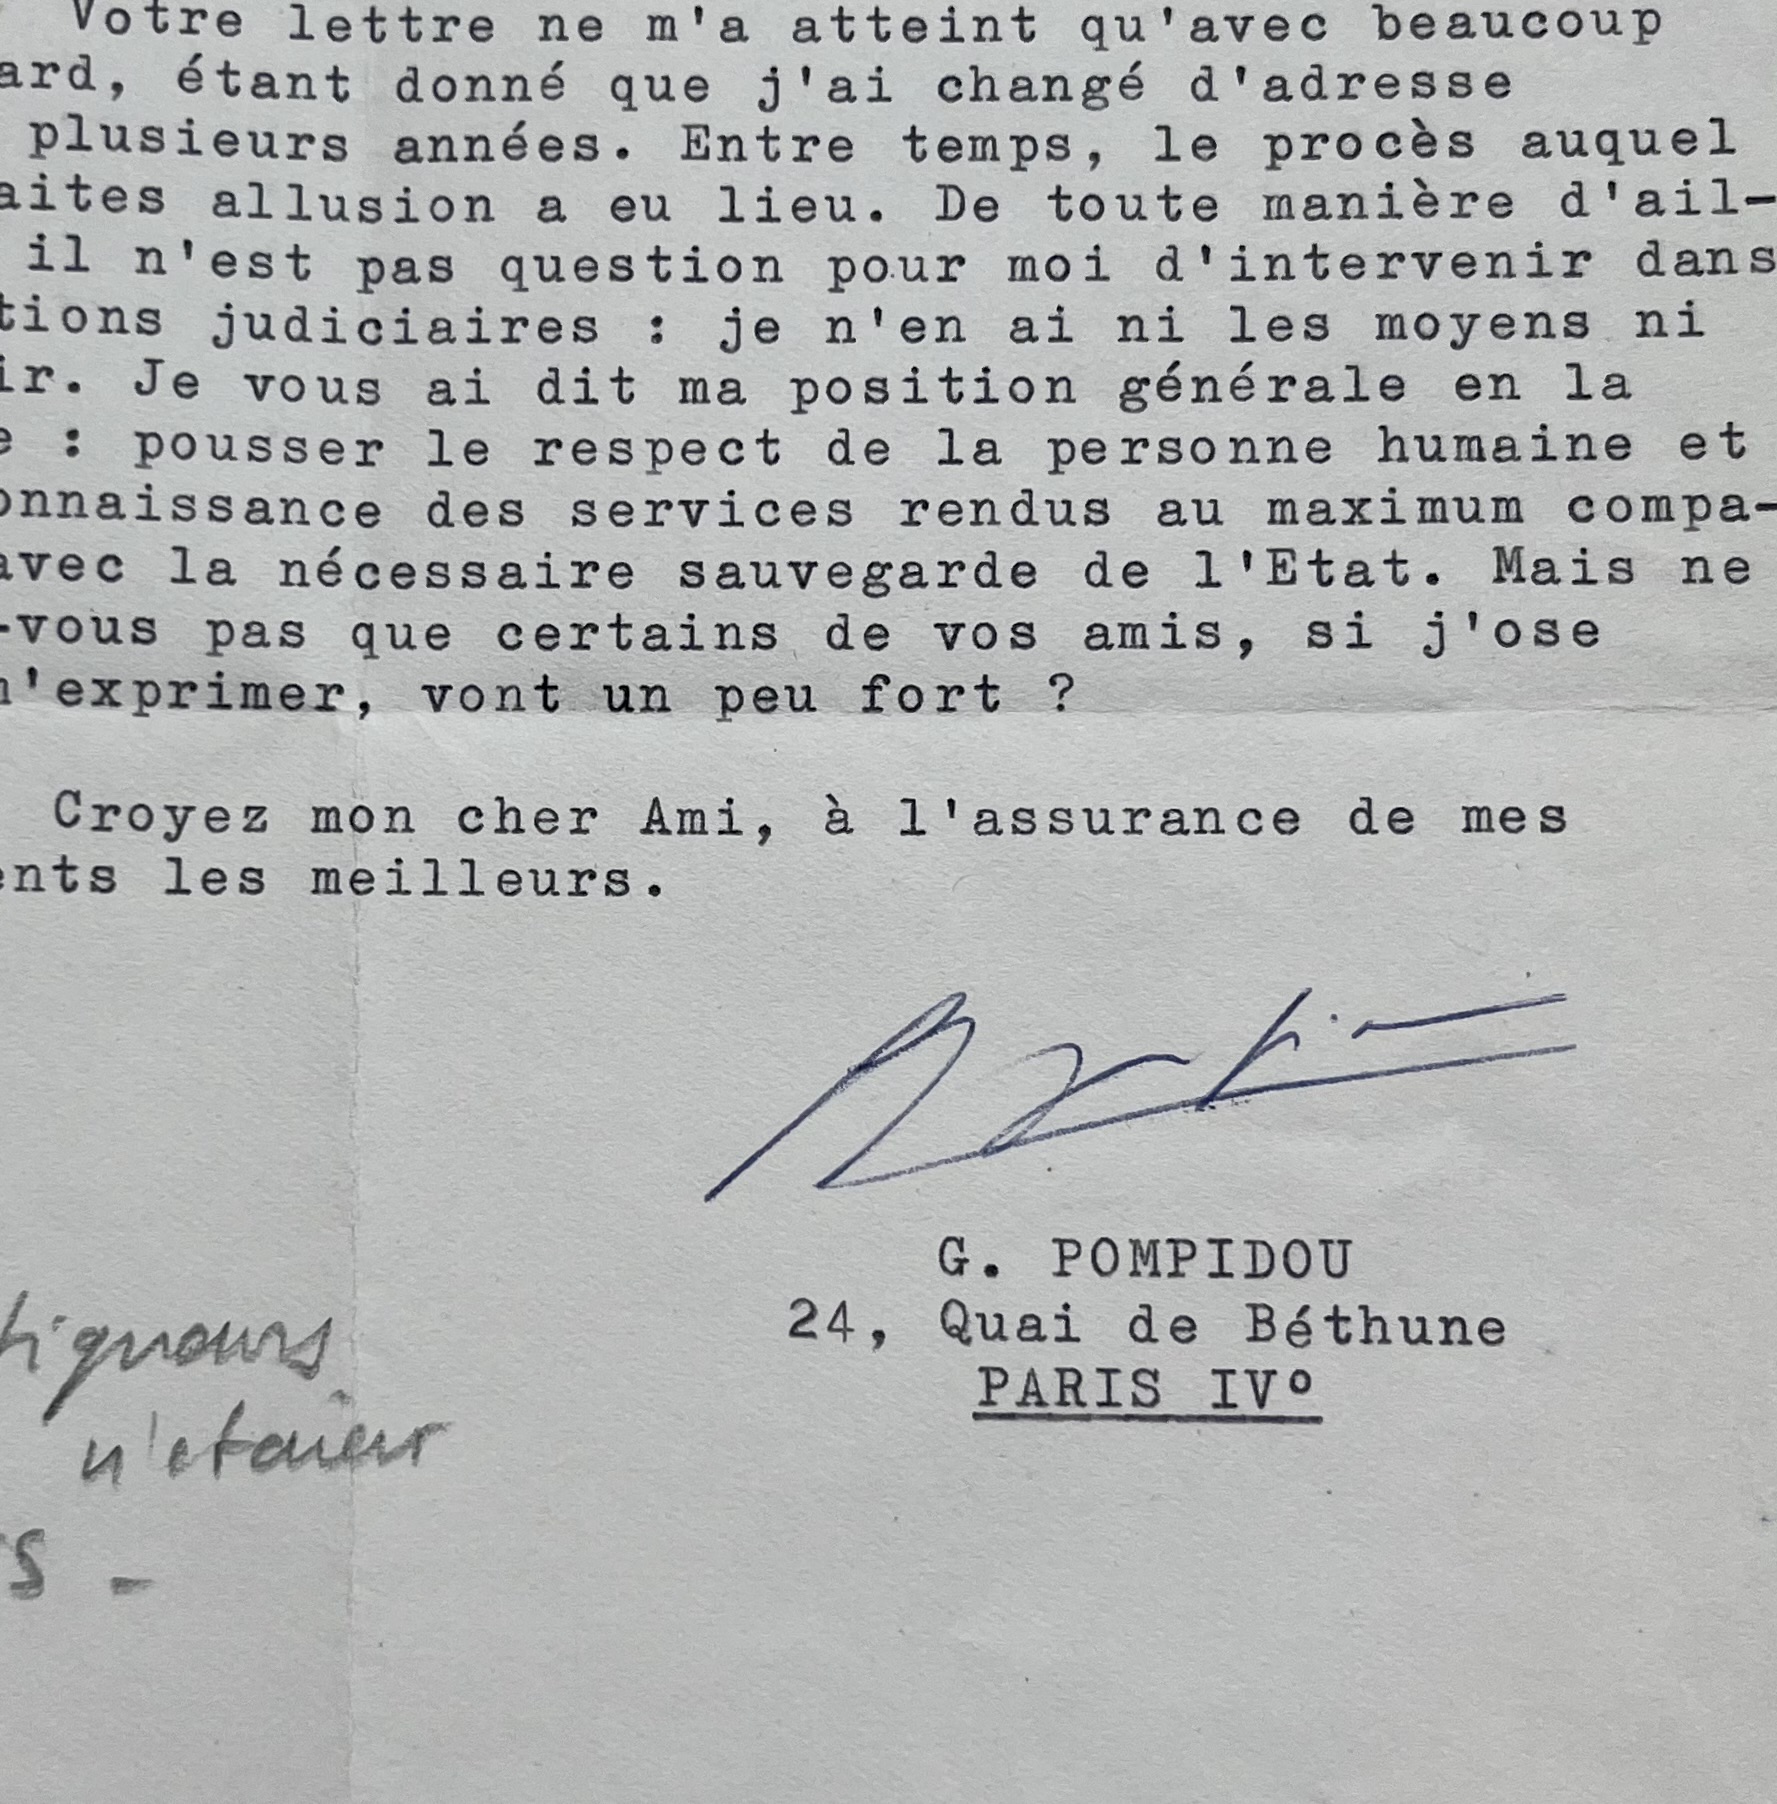 Votre lettre ne m'a atteint qu'avec beaucoup
ard, étant donné que j'ai changé d'adresse
plusieurs années. Entre temps, le procès auquel
aites allusion a eu lieu. De toute manière d'ail-
il n'est pas question pour moi d'intervenir dans
tions judiciaires : je n'en ai ni les moyens ni
ir. Je vous ai dit ma position générale en la
e : pousser le respect de la personne humaine et
onnaissance des services rendus au maximum compa-
avec la nécessaire sauvegarde de l'Etat. Mais ne
-vous pas que certains de vos amis, si j'ose
m'exprimer, vont un peu fort ?
Croyez mon cher Ami, à l'assurance de mes
ents les meilleurs.
G. POMPIDOU
24, Quai de Béthune
PARIS IVº
n'etaient
s -